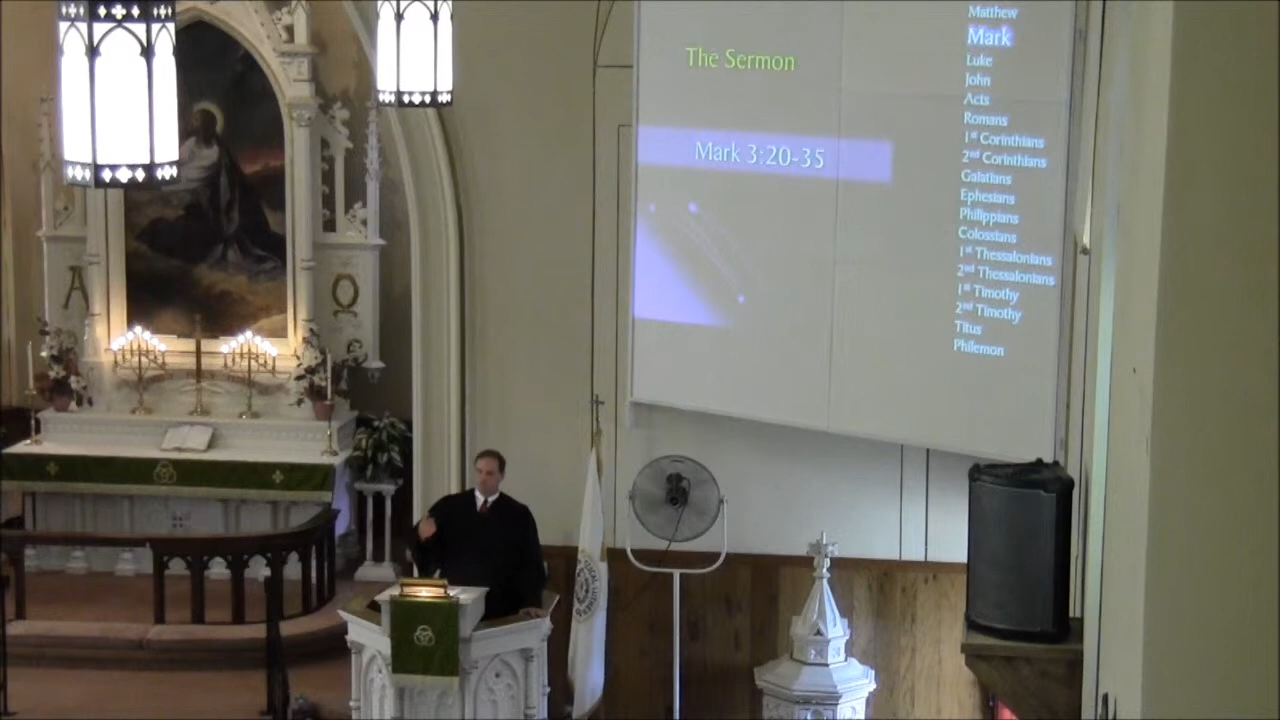 The Sermon
Mark 3:20-35
Matthew
Mark
Luke
John
Acts
Romans
1st Corinthians
2nd Corinthians
Galatians
Ephesians
Philippians
Colossians
1st Thessalonians
2nd Thessalonians
1st Timothy
2nd Timothy
Titus
Philemon
Α
Ω